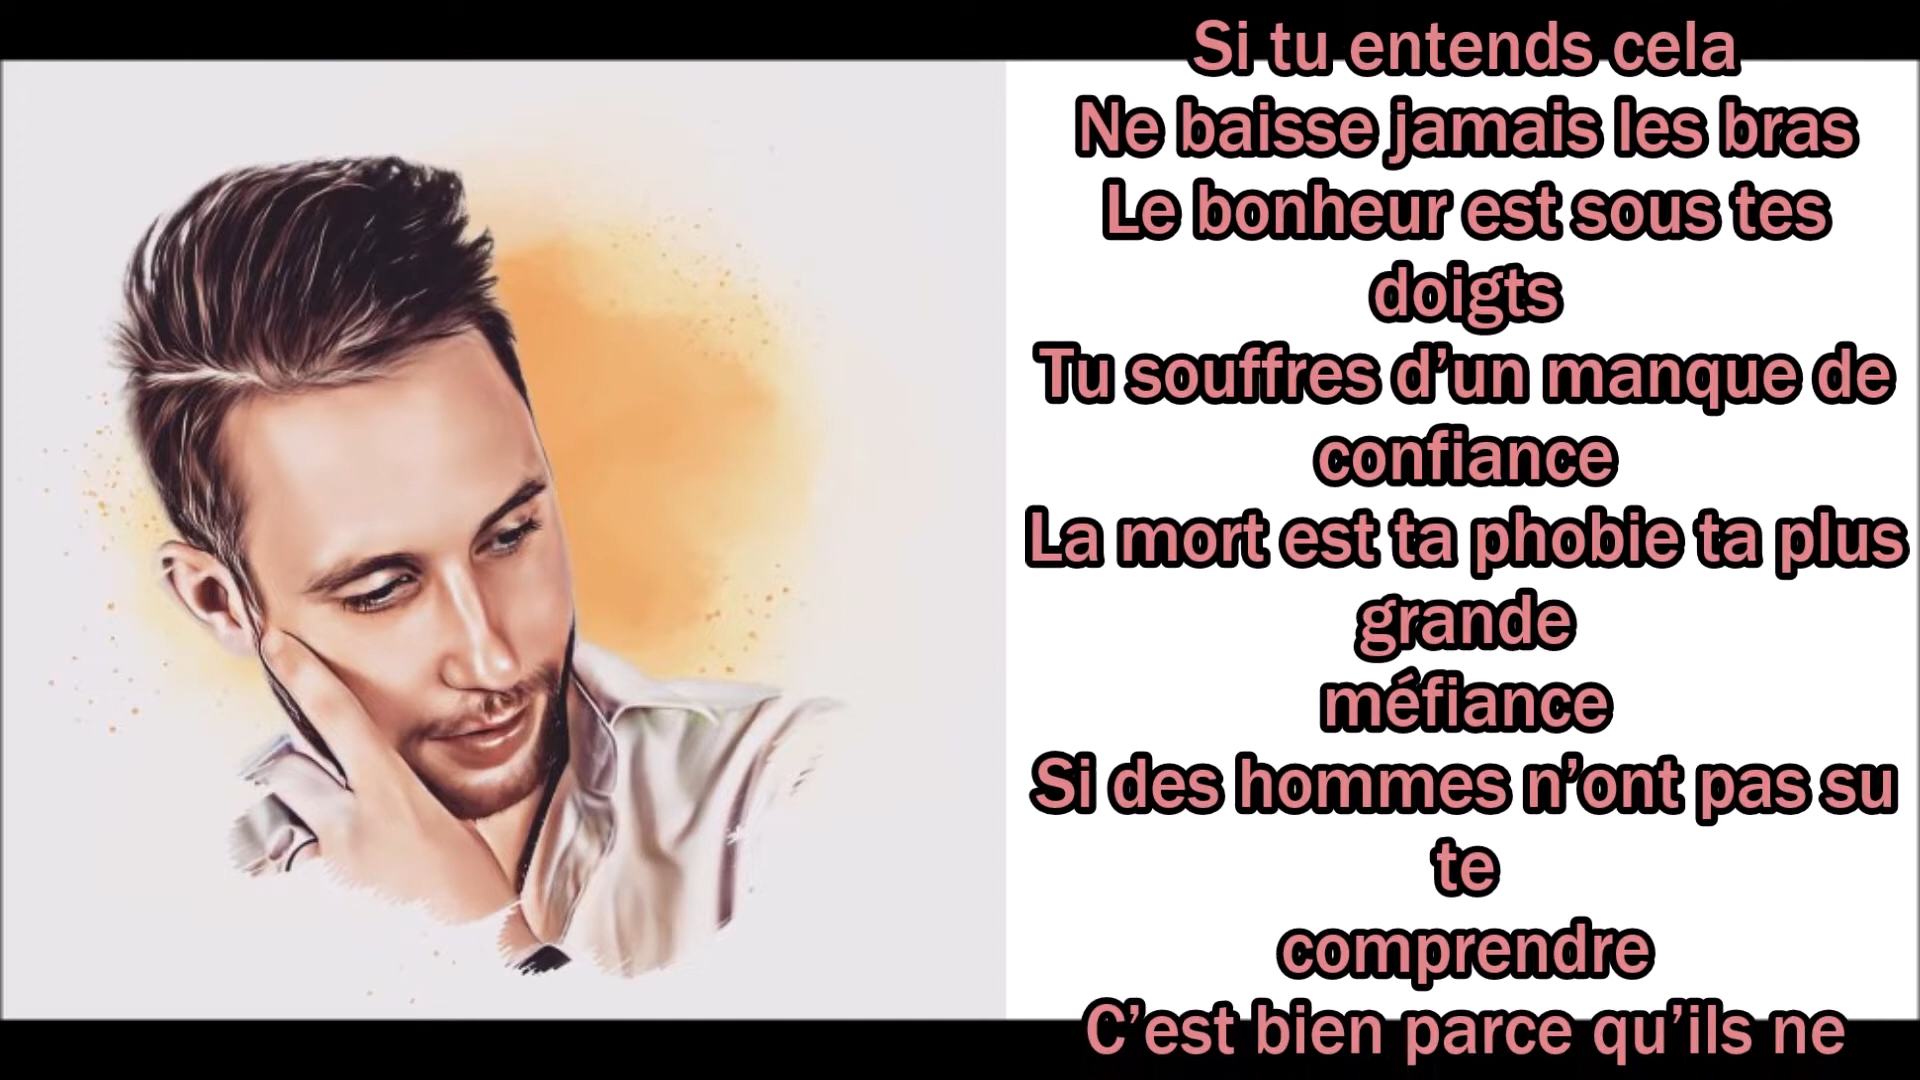 Si tu entends cela
Ne baisse jamais les bras
Le bonheur est sous tes
doigts
Tu souffres d’un manque de
confiance
La mort est ta phobie ta plus
grande
méfiance
Si des hommes n’ont pas su
te
comprendre
C’est bien parce qu’ils ne